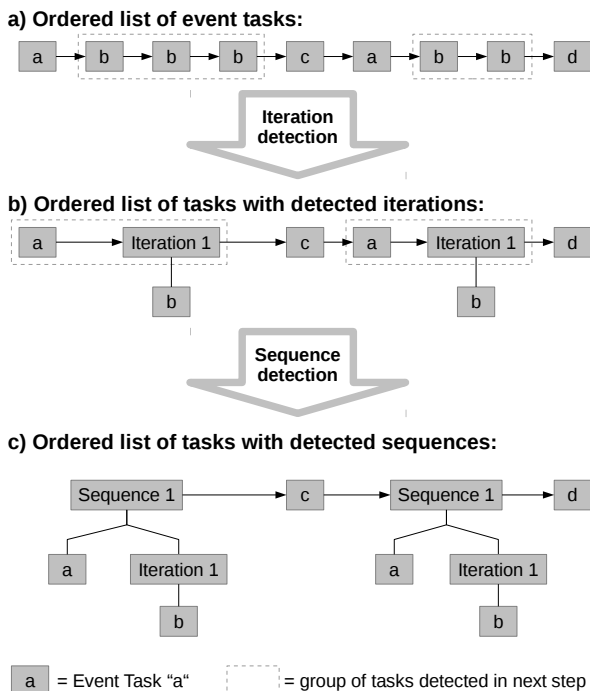 a) Ordered list of event tasks:
a b b b c a b b d
Iteration
detection
b) Ordered list of tasks with detected iterations:
a Iteration 1 c a Iteration 1 d
b b
Sequence
detection
c) Ordered list of tasks with detected sequences:
Sequence 1 c Sequence 1 d
a Iteration 1 a Iteration 1
b b
a = Event Task “a“ = group of tasks detected in next step